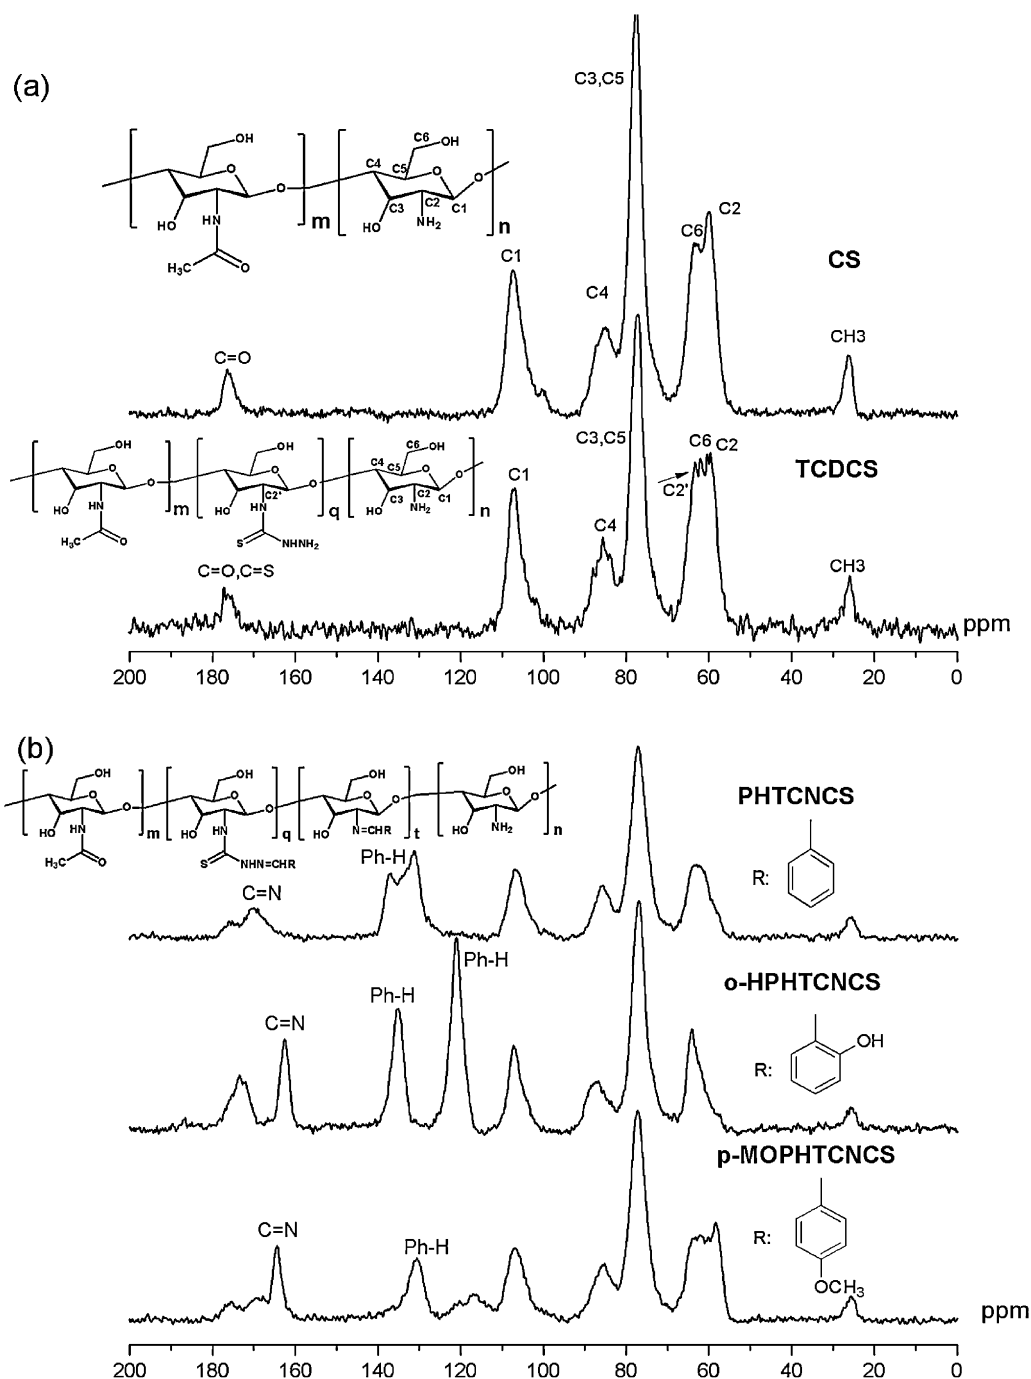 (a)
C3,C5
OH
O
HO
HN
H₃C
O
O
m
C6
OH
C4
C5
O
O
C3
C2
C1
HO
NH₂
n
C2
C6
CS
C1
C4
CH3
C=O
OH
O
O
HO
HN
H₃C
O
m
OH
O
O
HO
C2'
HN
S
NHNH₂
q
C6
OH
C4
C5
O
O
C3
C2
C1
HO
NH₂
n
C3,C5
C6
C2
C2'
TCDCS
C1
C4
C=O,C=S
CH3
ppm
200 180 160 140 120 100 80 60 40 20 0
(b)
OH
O
O
HO
HN
H₃C
O
m
OH
O
O
HO
HN
S
NHN=CHR
q
OH
O
O
HO
N=CHR
t
OH
O
O
HO
NH₂
n
PHTCNCS
R:
Ph-H
C=N
o-HPHTCNCS
R:
OH
Ph-H
Ph-H
C=N
p-MOPHTCNCS
R:
OCH₃
C=N
Ph-H
ppm
200 180 160 140 120 100 80 60 40 20 0